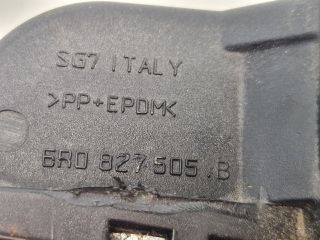 SG7 ITALY
>PP+EPDM<
6R0 827 505 .B